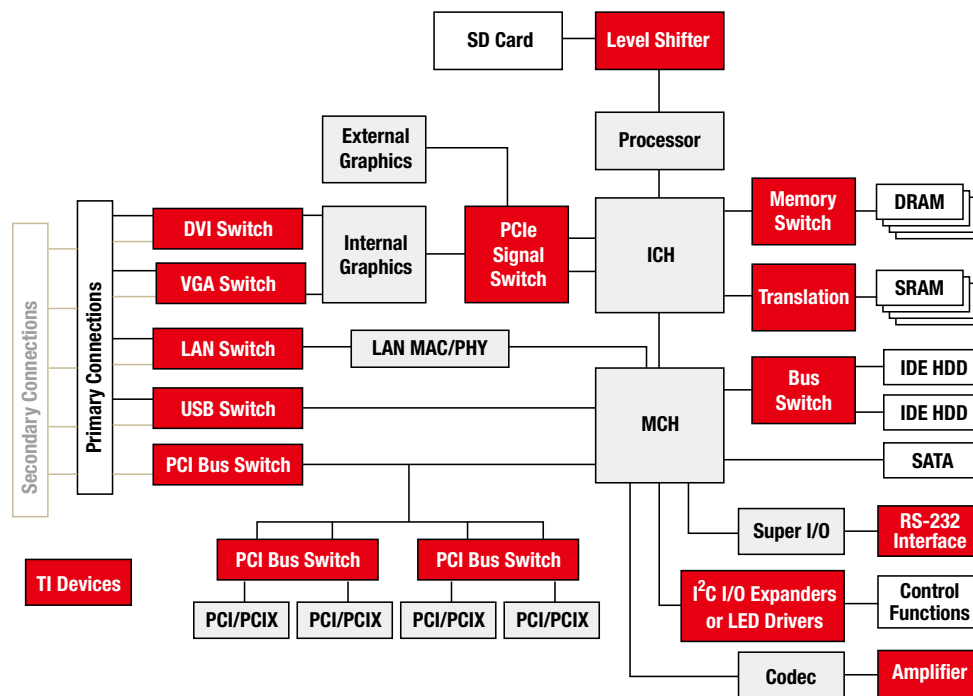 SD Card
Level Shifter
Processor
External
Graphics
Memory
Switch
DRAM
DVI Switch
Internal
Graphics
PCIe
Signal
Switch
ICH
VGA Switch
Translation
SRAM
Secondary Connections
Primary Connections
LAN Switch
LAN MAC/PHY
Bus
Switch
IDE HDD
IDE HDD
USB Switch
MCH
PCI Bus Switch
SATA
Super I/O
RS-232
Interface
PCI Bus Switch
PCI Bus Switch
TI Devices
PCI/PCIX
PCI/PCIX
PCI/PCIX
PCI/PCIX
I²C I/O Expanders
or LED Drivers
Control
Functions
Codec
Amplifier